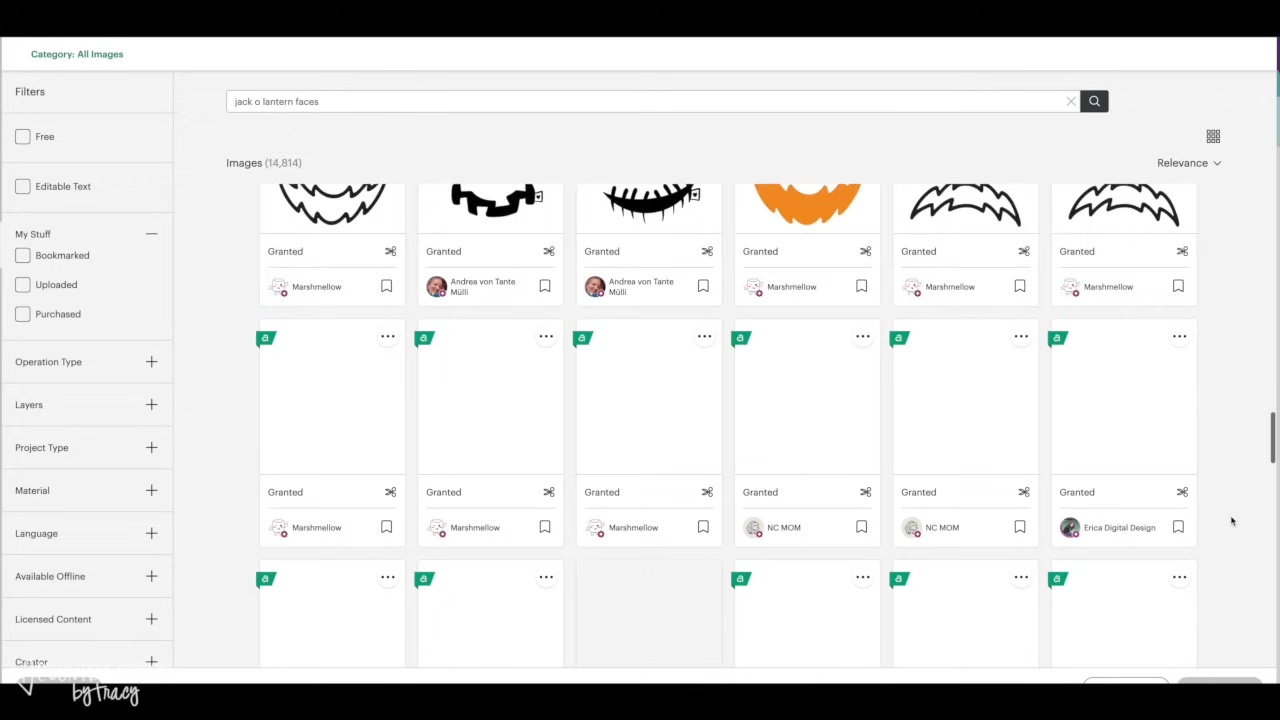 Category: All Images
Filters
jack o lantern faces
Free
Images (14,814)
Relevance
Editable Text
My Stuff
Bookmarked
Uploaded
Purchased
Operation Type
Layers
Project Type
Material
Language
Available Offline
Licensed Content
Creator
Granted Granted Granted Granted Granted Granted
Marshmellow Andrea von Tante Mülli Andrea von Tante Mülli Marshmellow Marshmellow Marshmellow
a a a a a a
Granted Granted Granted Granted Granted Granted
Marshmellow Marshmellow Marshmellow NC MOM NC MOM Erica Digital Design
a a a a a
by tracy